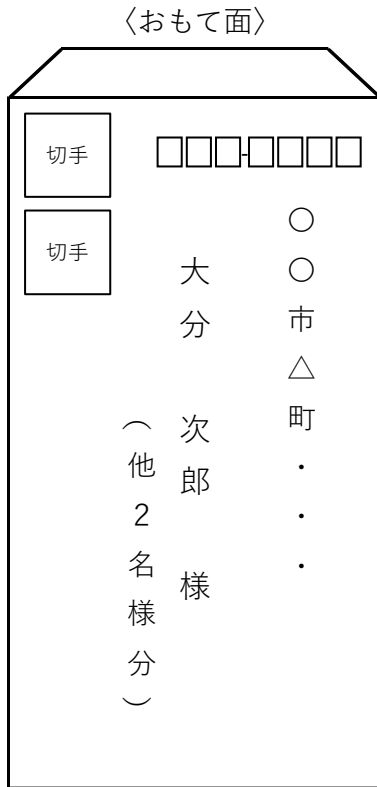 〈おもて面〉
切手
切手
□□□-□□□□
○○市△町・・・
大分 次郎 様
（他2名様分）